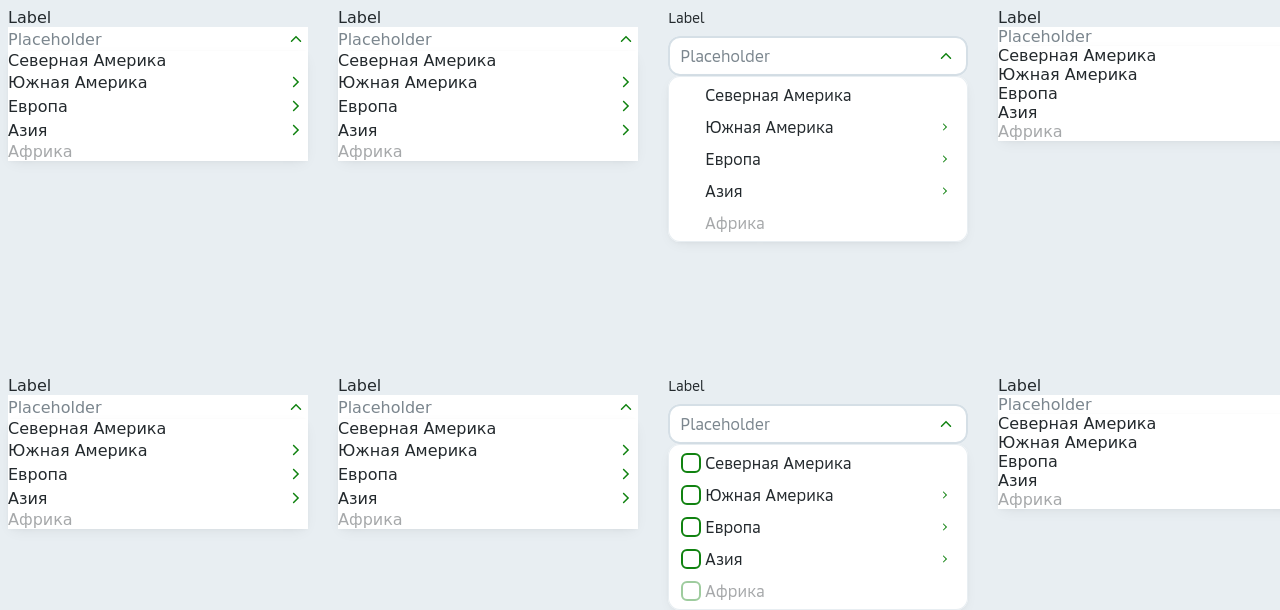 Label
Placeholder
Северная Америка
Южная Америка
Европа
Азия
Африка
Label
Placeholder
Северная Америка
Южная Америка
Европа
Азия
Африка
Label
Placeholder
Северная Америка
Южная Америка
Европа
Азия
Африка
Label
Placeholder
Северная Америка
Южная Америка
Европа
Азия
Африка
Label
Placeholder
Северная Америка
Южная Америка
Европа
Азия
Африка
Label
Placeholder
Северная Америка
Южная Америка
Европа
Азия
Африка
Label
Placeholder
Северная Америка
Южная Америка
Европа
Азия
Африка
Label
Placeholder
Северная Америка
Южная Америка
Европа
Азия
Африка